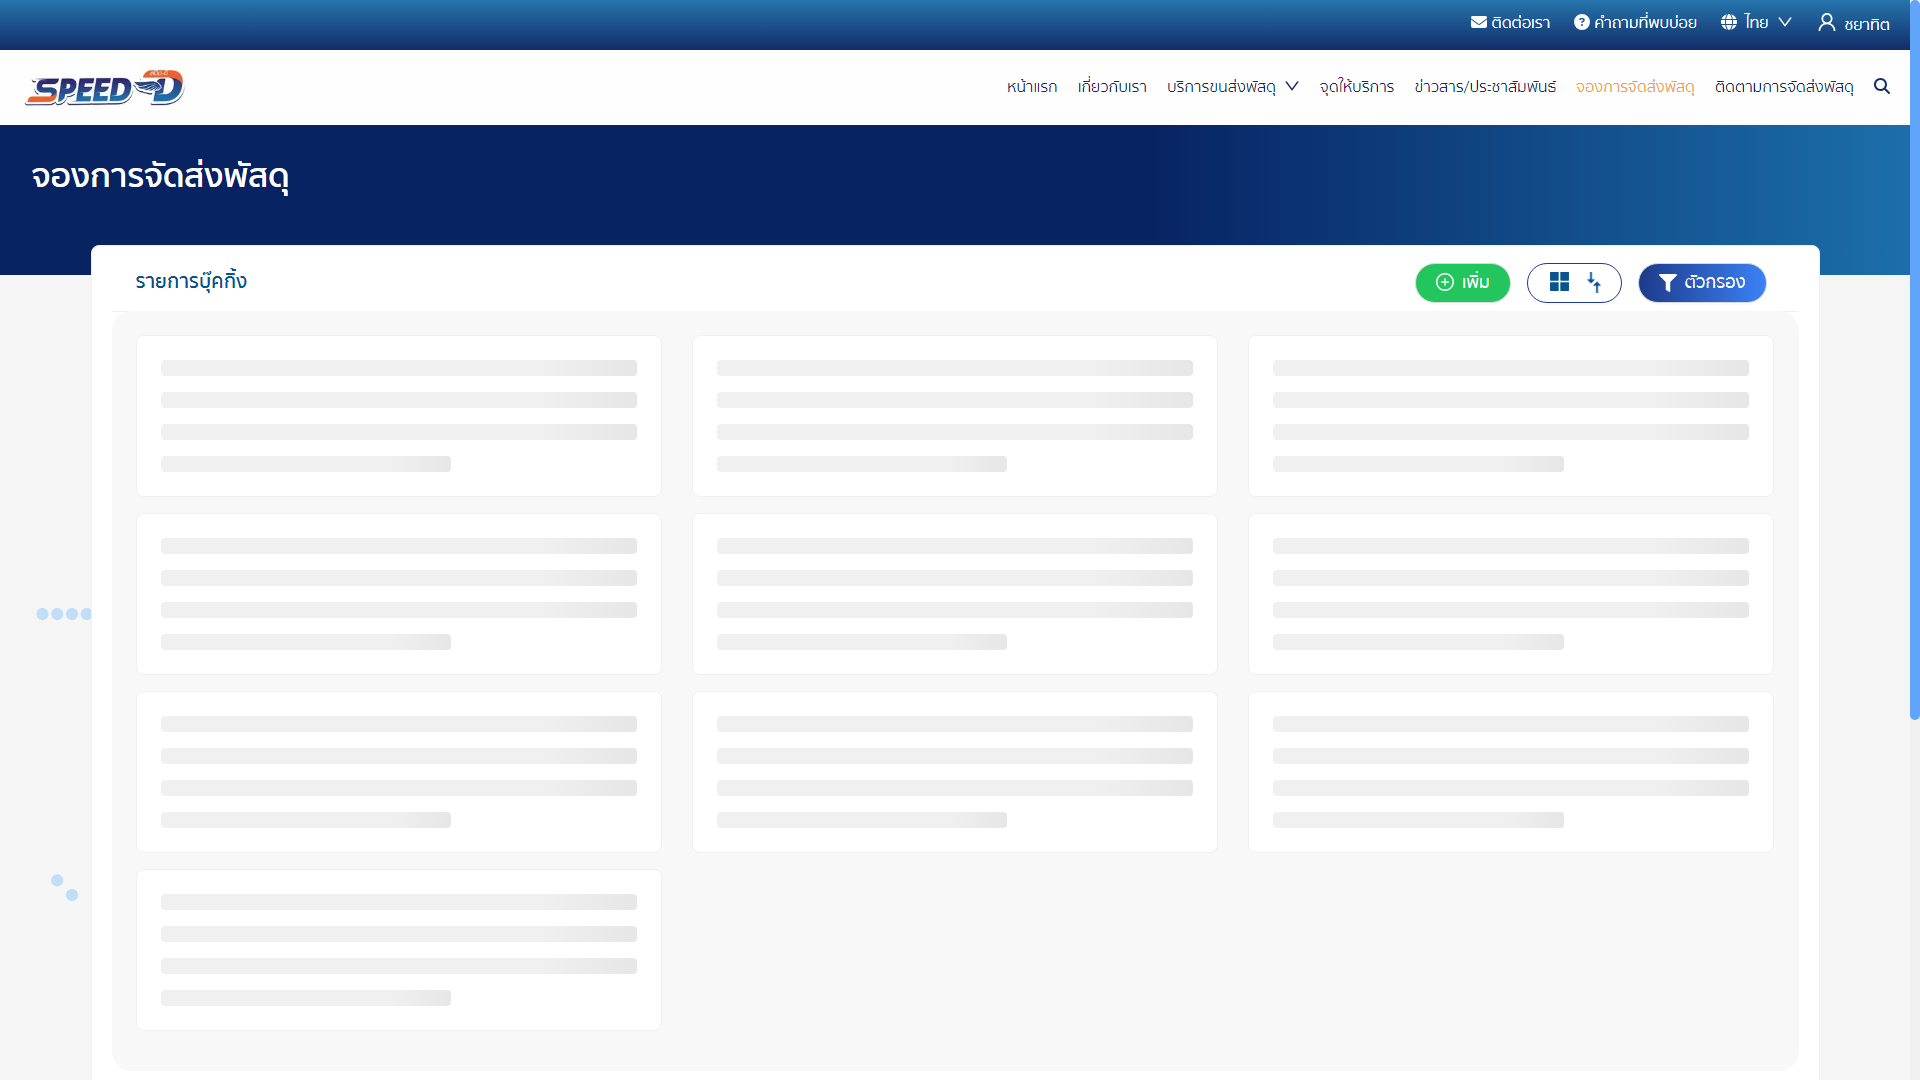 ติดต่อเรา คำถามที่พบบ่อย ไทย ชยาทิต
SPEED-D
หน้าแรก เกี่ยวกับเรา บริการขนส่งพัสดุ จุดให้บริการ ข่าวสาร/ประชาสัมพันธ์ จองการจัดส่งพัสดุ ติดตามการจัดส่งพัสดุ
จองการจัดส่งพัสดุ
รายการบุ๊คกิ้ง
เพิ่ม ตัวกรอง